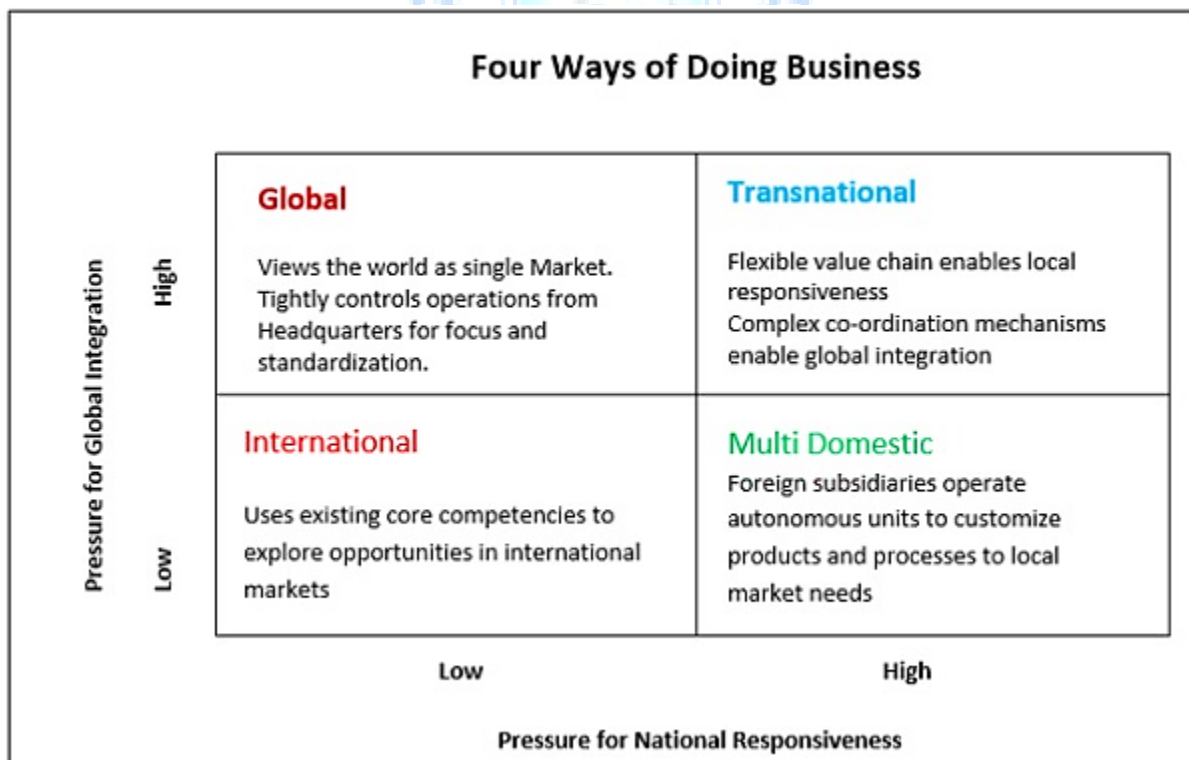 Four Ways of Doing Business
Pressure for Global Integration
High
Low
Global
Views the world as single Market.
Tightly controls operations from
Headquarters for focus and
standardization.
Transnational
Flexible value chain enables local
responsiveness
Complex co-ordination mechanisms
enable global integration
International
Uses existing core competencies to
explore opportunities in international
markets
Multi Domestic
Foreign subsidiaries operate
autonomous units to customize
products and processes to local
market needs
Low
High
Pressure for National Responsiveness